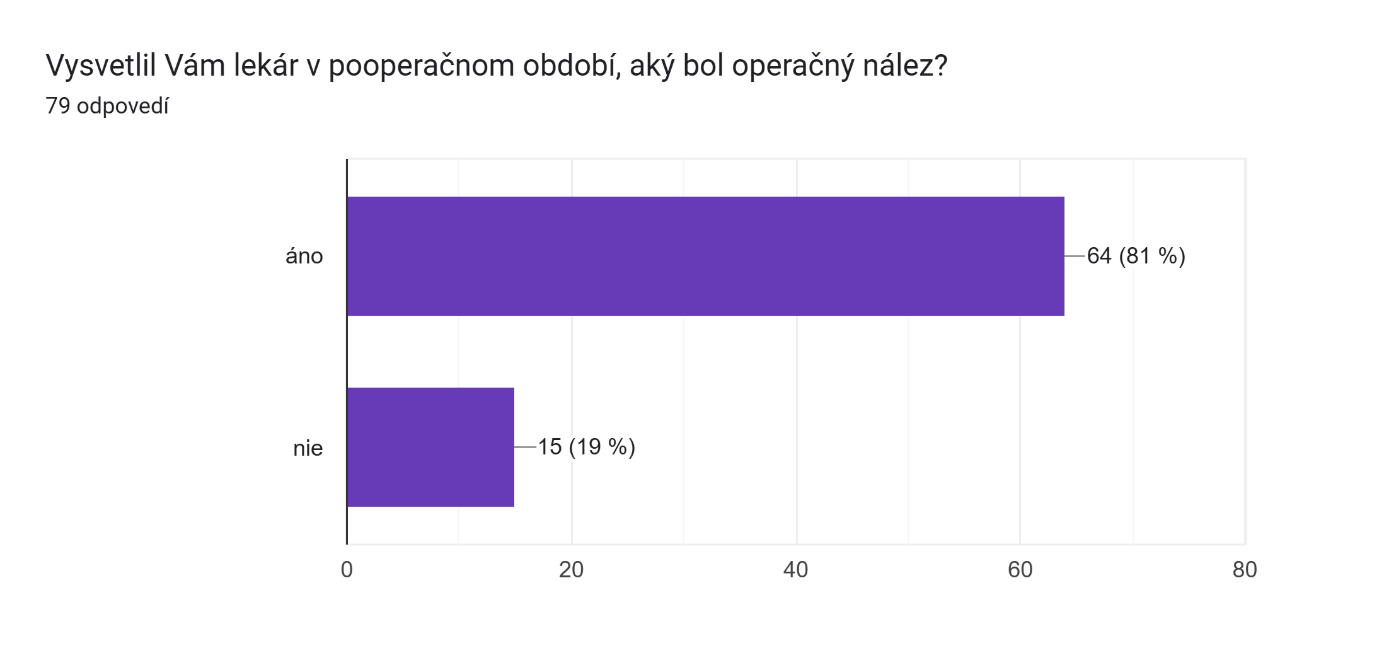 Vysvetlil Vám lekár v pooperačnom období, aký bol operačný nález?
79 odpovedí
áno
64 (81 %)
nie
15 (19 %)
0 20 40 60 80